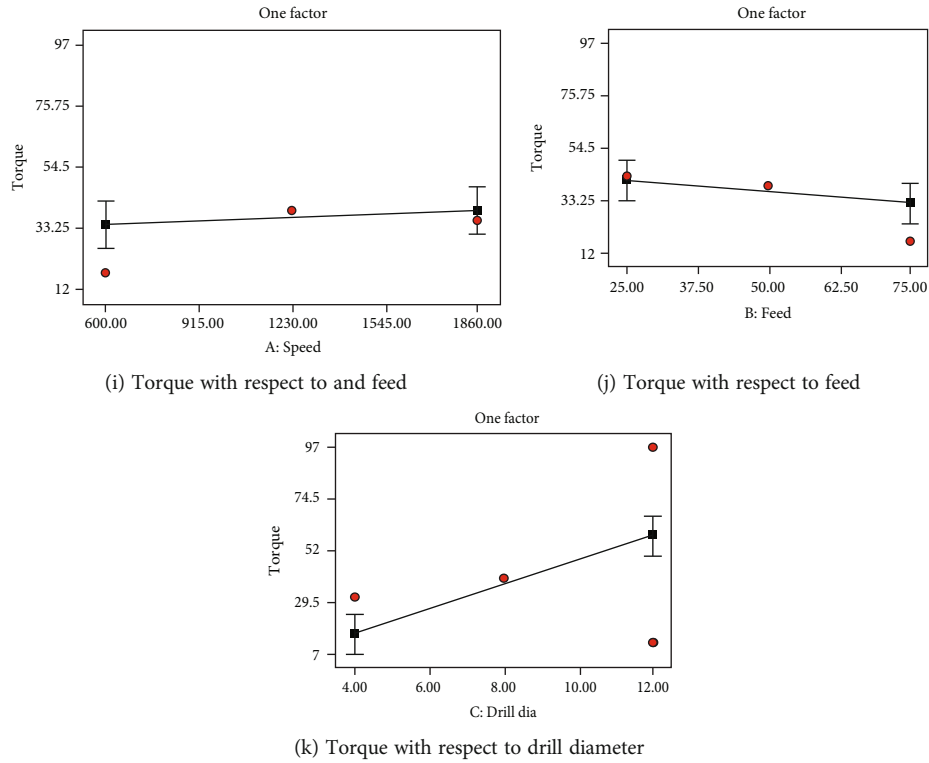 One factor
97
75.75
54.5
33.25
12
Torque
600.00 915.00 1230.00 1545.00 1860.00
A: Speed
(i) Torque with respect to and feed
One factor
97
75.75
54.5
33.25
12
Torque
25.00 37.50 50.00 62.50 75.00
B: Feed
(j) Torque with respect to feed
One factor
97
74.5
52
29.5
7
Torque
4.00 6.00 8.00 10.00 12.00
C: Drill dia
(k) Torque with respect to drill diameter